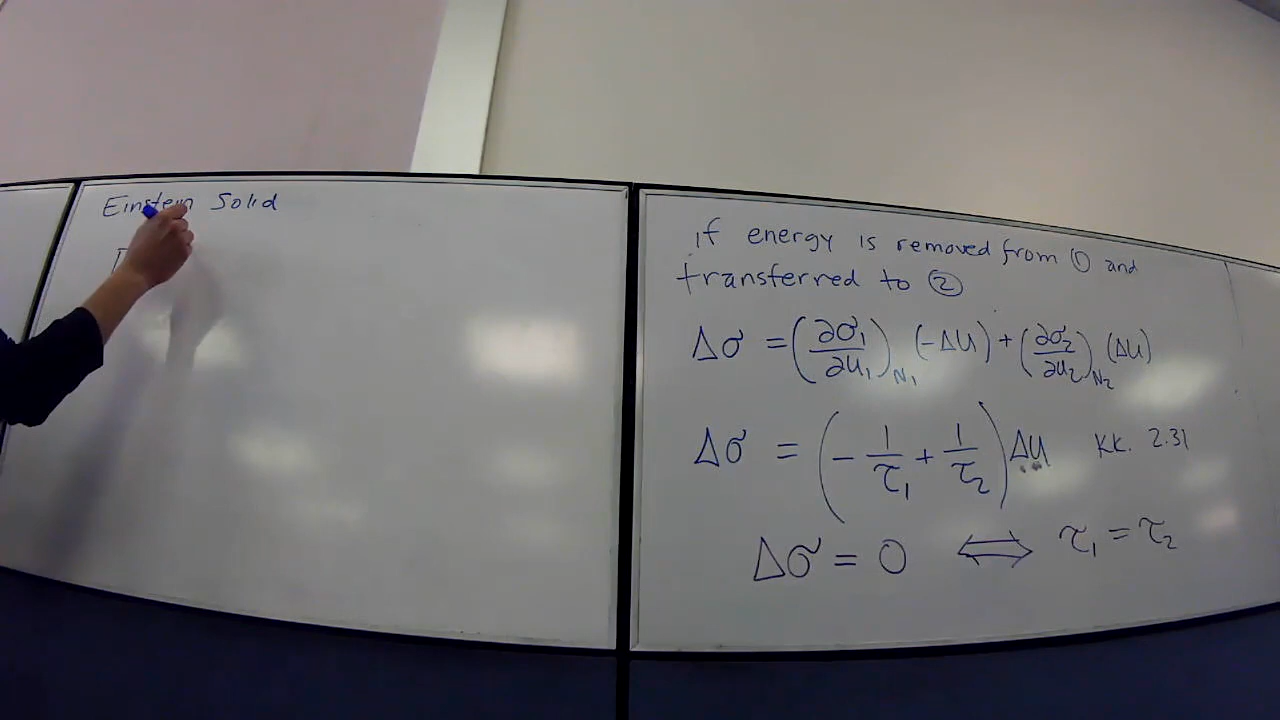 Einstein Solid
if energy is removed from ① and
transferred to ②
Δσ = (∂σ₁/∂u₁)_N₁ (-ΔU) + (∂σ₂/∂u₂)_N₂ (ΔU)
Δσ = (- 1/τ₁ + 1/τ₂) ΔU KK. 2.31
Δσ = 0 ⟺ τ₁ = τ₂